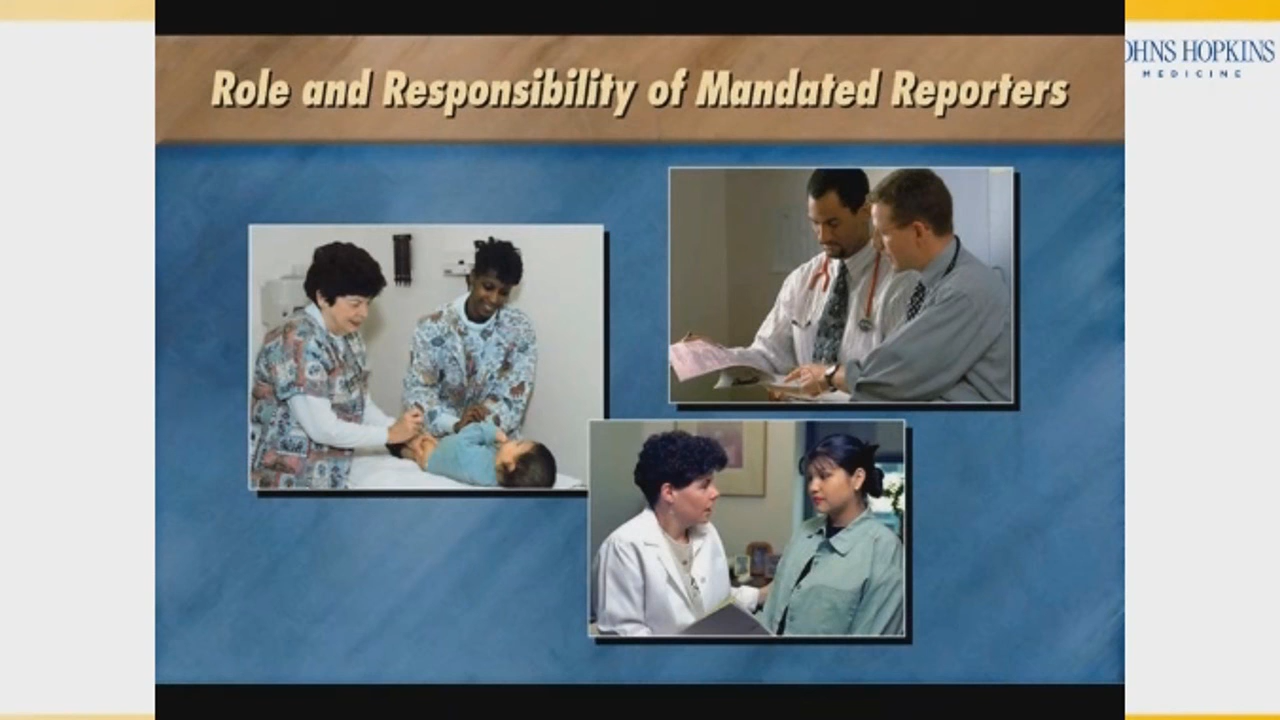 Role and Responsibility of Mandated Reporters
OHNS HOPKINS
MEDICINE